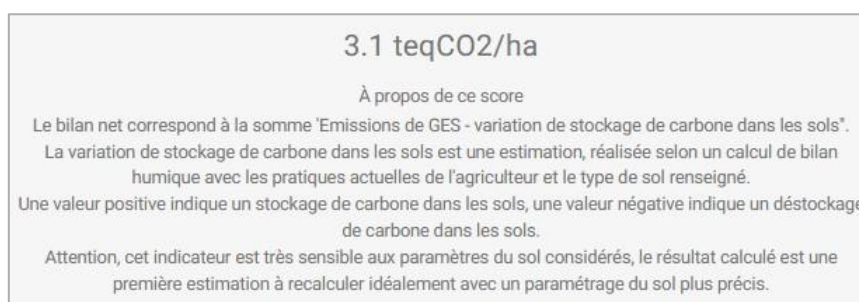 3.1 teqCO2/ha
À propos de ce score
Le bilan net correspond à la somme 'Emissions de GES - variation de stockage de carbone dans les sols".
La variation de stockage de carbone dans les sols est une estimation, réalisée selon un calcul de bilan
humique avec les pratiques actuelles de l'agriculteur et le type de sol renseigné.
Une valeur positive indique un stockage de carbone dans les sols, une valeur négative indique un déstockage
de carbone dans les sols.
Attention, cet indicateur est très sensible aux paramètres du sol considérés, le résultat calculé est une
première estimation à recalculer idéalement avec un paramétrage du sol plus précis.